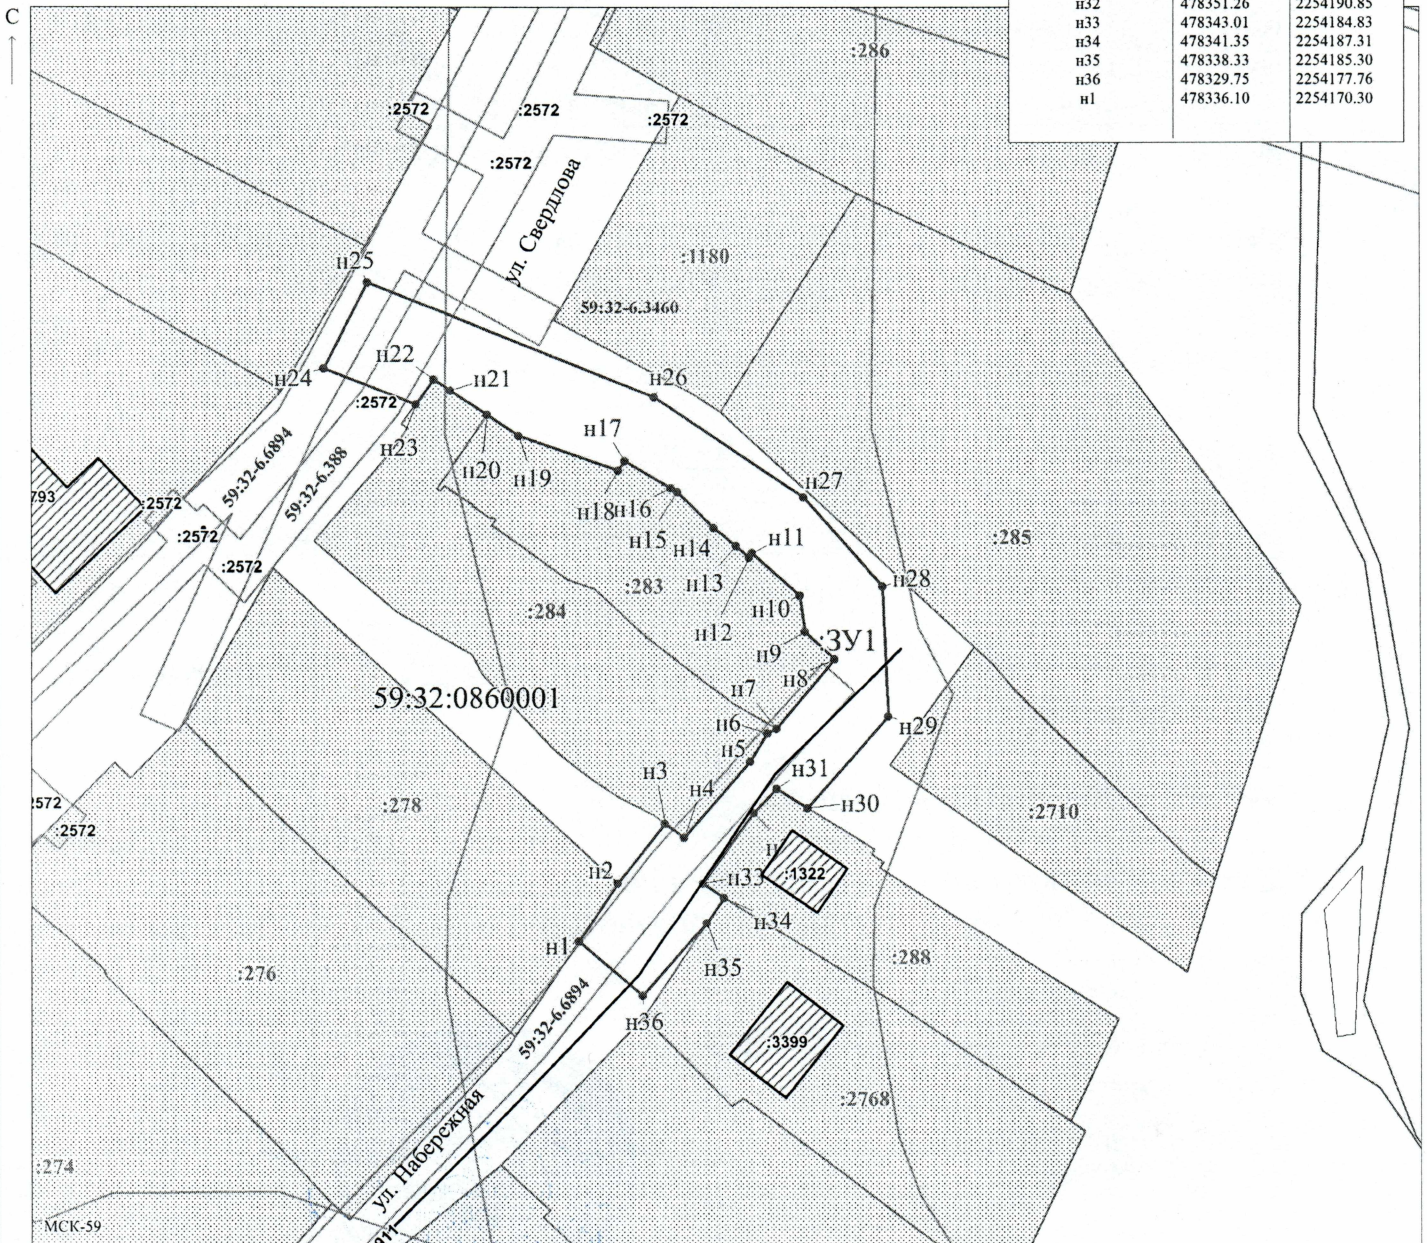 С
н32 478351.26 2254190.85
н33 478343.01 2254184.83
н34 478341.35 2254187.31
н35 478338.33 2254185.30
н36 478329.75 2254177.76
н1 478336.10 2254170.30
:286
:2572
:2572
:2572
:2572
ул. Свердлова
:1180
н25
59:32-6.3460
н22
н24
н21
н26
:2572
н23
н17
н20
н19
59:32-6.6894
59:32-6.388
793
:2572
н27
н18
н16
:2572
н15
н14
н11
:285
:2572
н13
:283
н28
:284
н10
н12
:ЗУ1
н9
н8
59:32:0860001
н7
н6
н29
н5
н31
2572
:278
н3
н4
н30
:2710
:2572
н
н2
н33
:1322
н34
н1
н35
:288
:276
59:32-6.6894
н36
:3399
ул. Набережная
:2768
:274
МСК-59